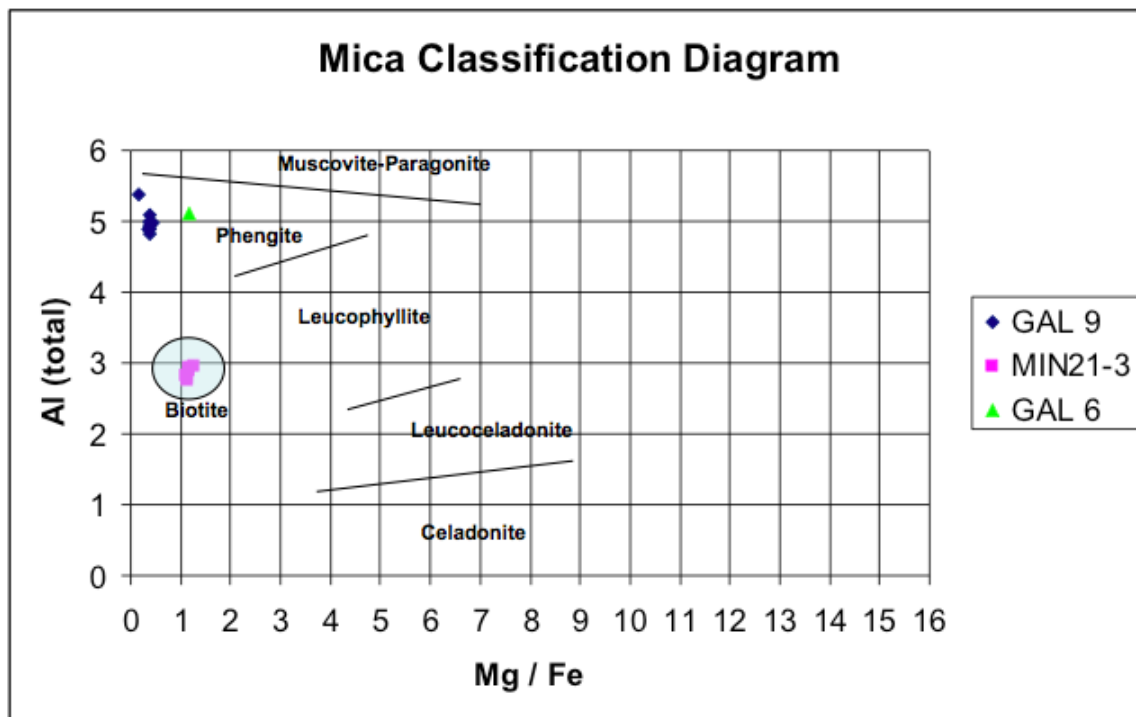 Mica Classification Diagram
Al (total)
6
5
4
3
2
1
0
Muscovite-Paragonite
Phengite
Leucophyllite
Biotite
Leucoceladonite
Celadonite
0 1 2 3 4 5 6 7 8 9 10 11 12 13 14 15 16
Mg / Fe
GAL 9
MIN21-3
GAL 6